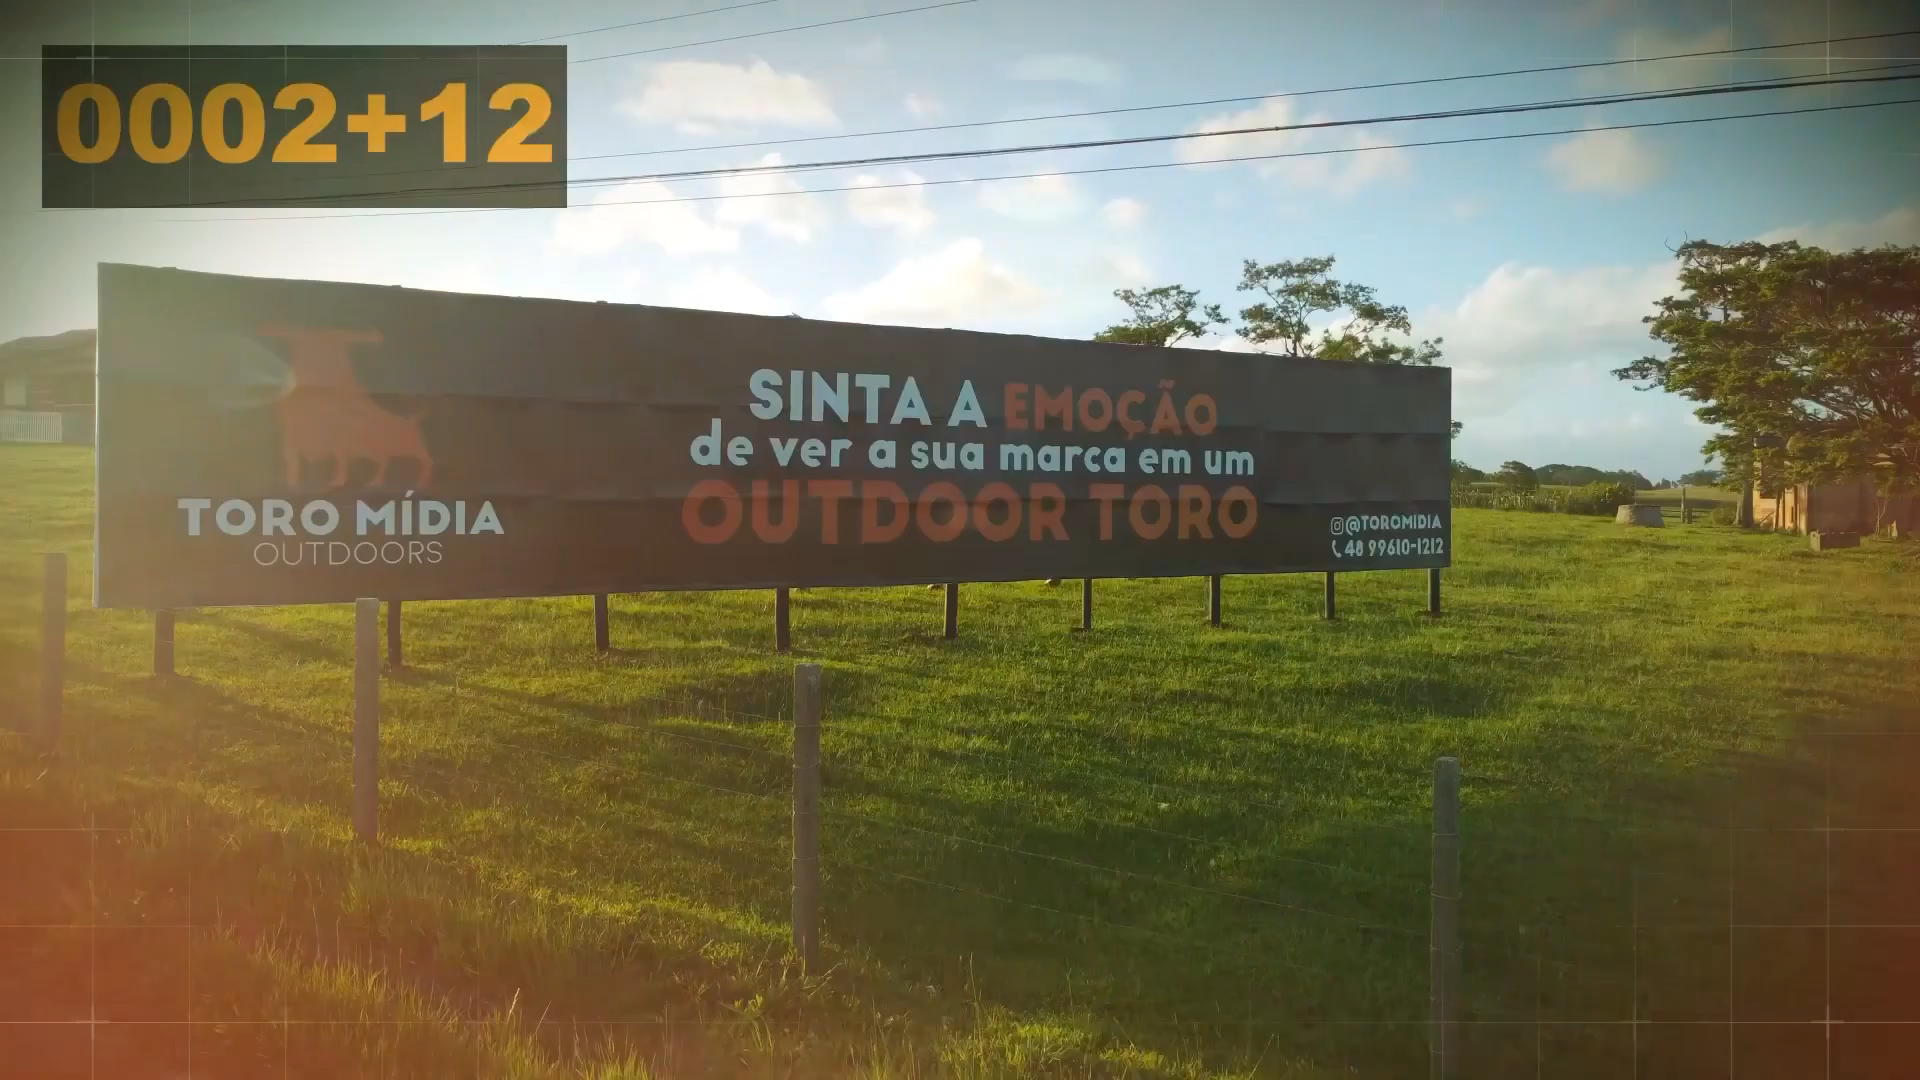 0002+12
TORO MÍDIA
OUTDOORS
SINTA A EMOÇÃO
de ver a sua marca em um
OUTDOOR TORO
@TOROMIDIA
48 99610-1212